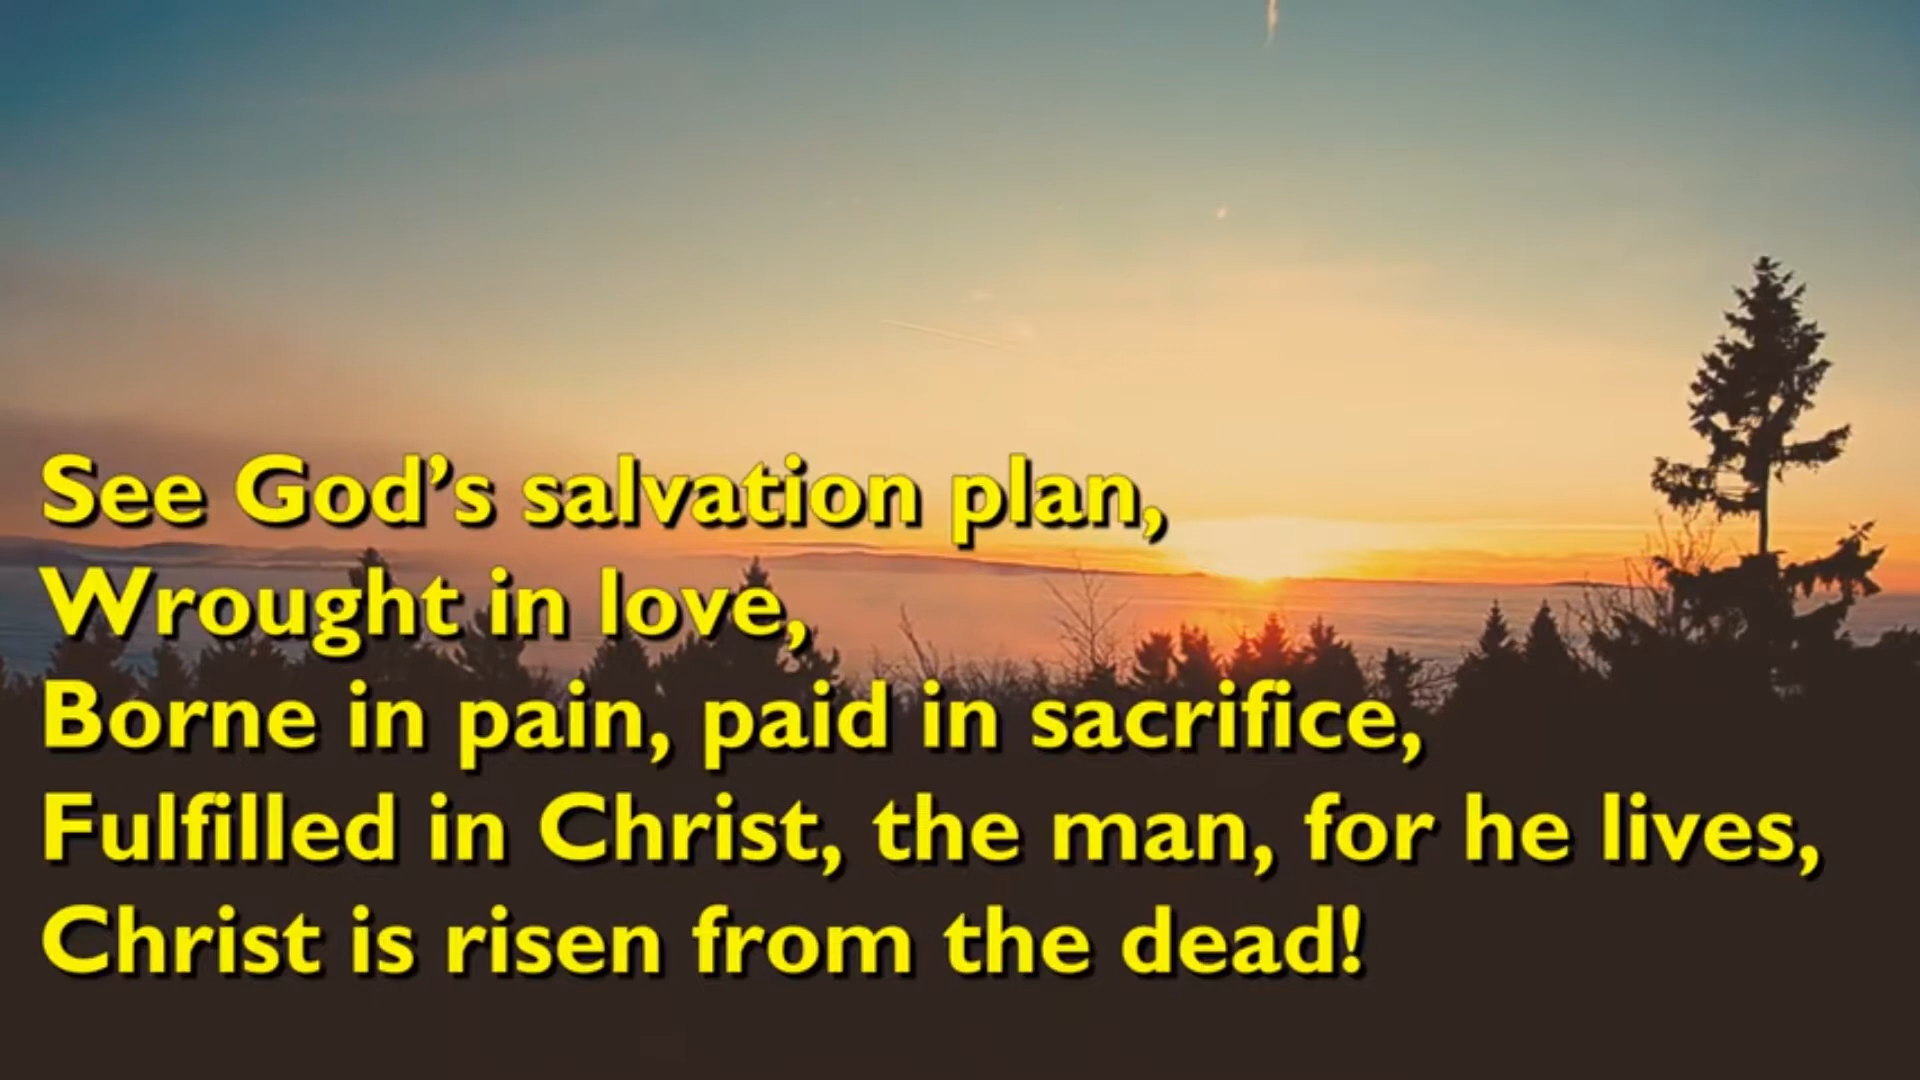 See God’s salvation plan,
Wrought in love,
Borne in pain, paid in sacrifice,
Fulfilled in Christ, the man, for he lives,
Christ is risen from the dead!